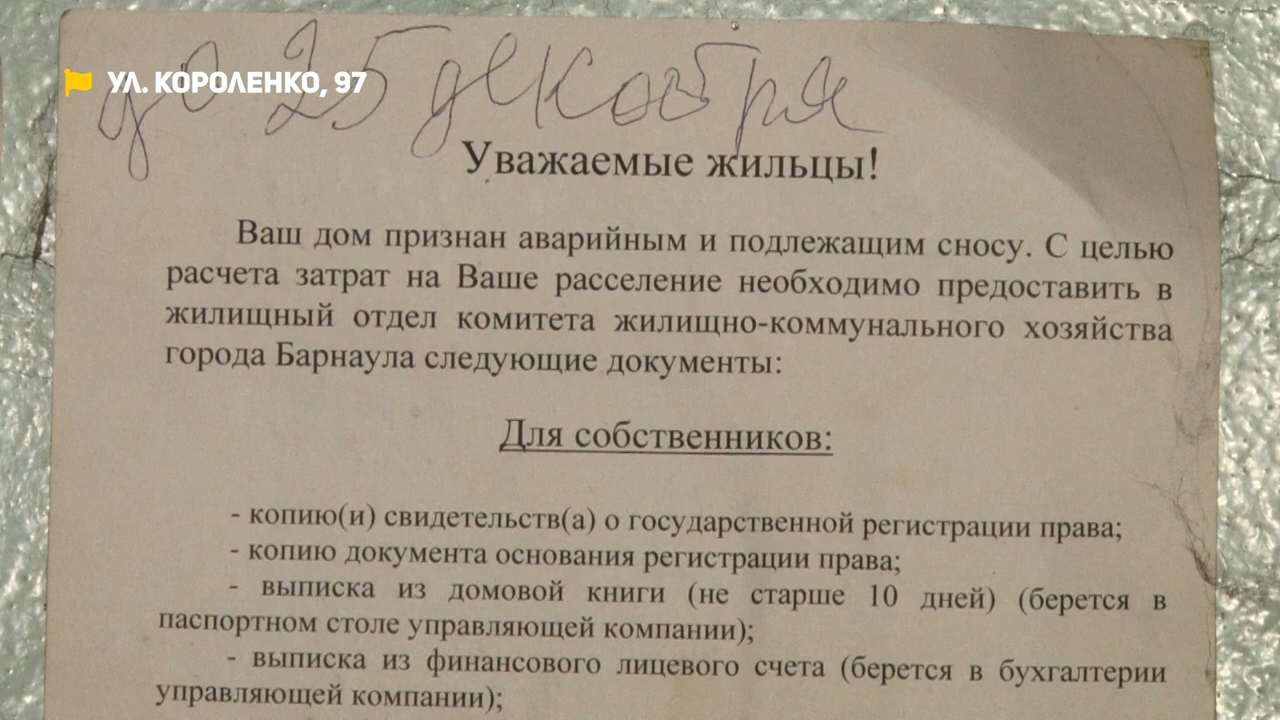 УЛ. КОРОЛЕНКО, 97
до 25 декабря
Уважаемые жильцы!
Ваш дом признан аварийным и подлежащим сносу. С целью
расчета затрат на Ваше расселение необходимо предоставить в
жилищный отдел комитета жилищно-коммунального хозяйства
города Барнаула следующие документы:
Для собственников:
- копию(и) свидетельств(а) о государственной регистрации права;
- копию документа основания регистрации права;
- выписка из домовой книги (не старше 10 дней) (берется в
паспортном столе управляющей компании);
- выписка из финансового лицевого счета (берется в бухгалтерии
управляющей компании);